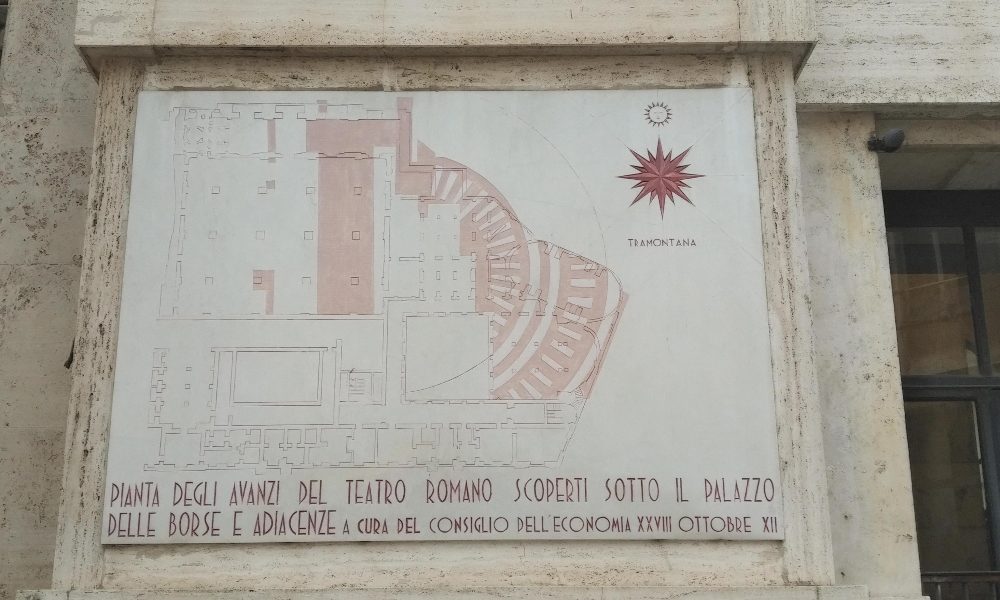 TRAMONTANA
PIANTA DEGLI AVANZI DEL TEATRO ROMANO SCOPERTI SOTTO IL PALAZZO
DELLE BORSE E ADIACENZE A CURA DEL CONSIGLIO DELL'ECONOMIA XXVIII OTTOBRE XII